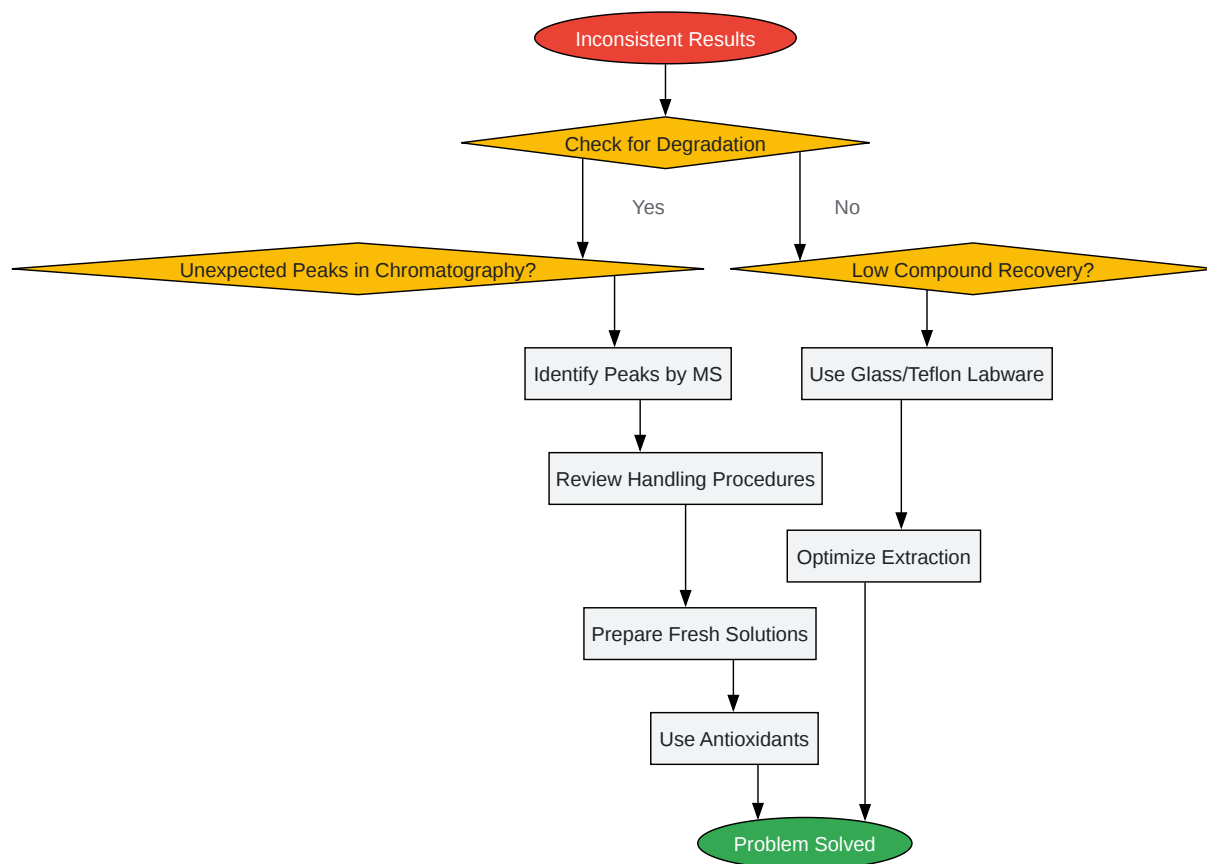 Inconsistent Results
Check for Degradation
Yes
No
Unexpected Peaks in Chromatography?
Low Compound Recovery?
Identify Peaks by MS
Use Glass/Teflon Labware
Review Handling Procedures
Optimize Extraction
Prepare Fresh Solutions
Use Antioxidants
Problem Solved